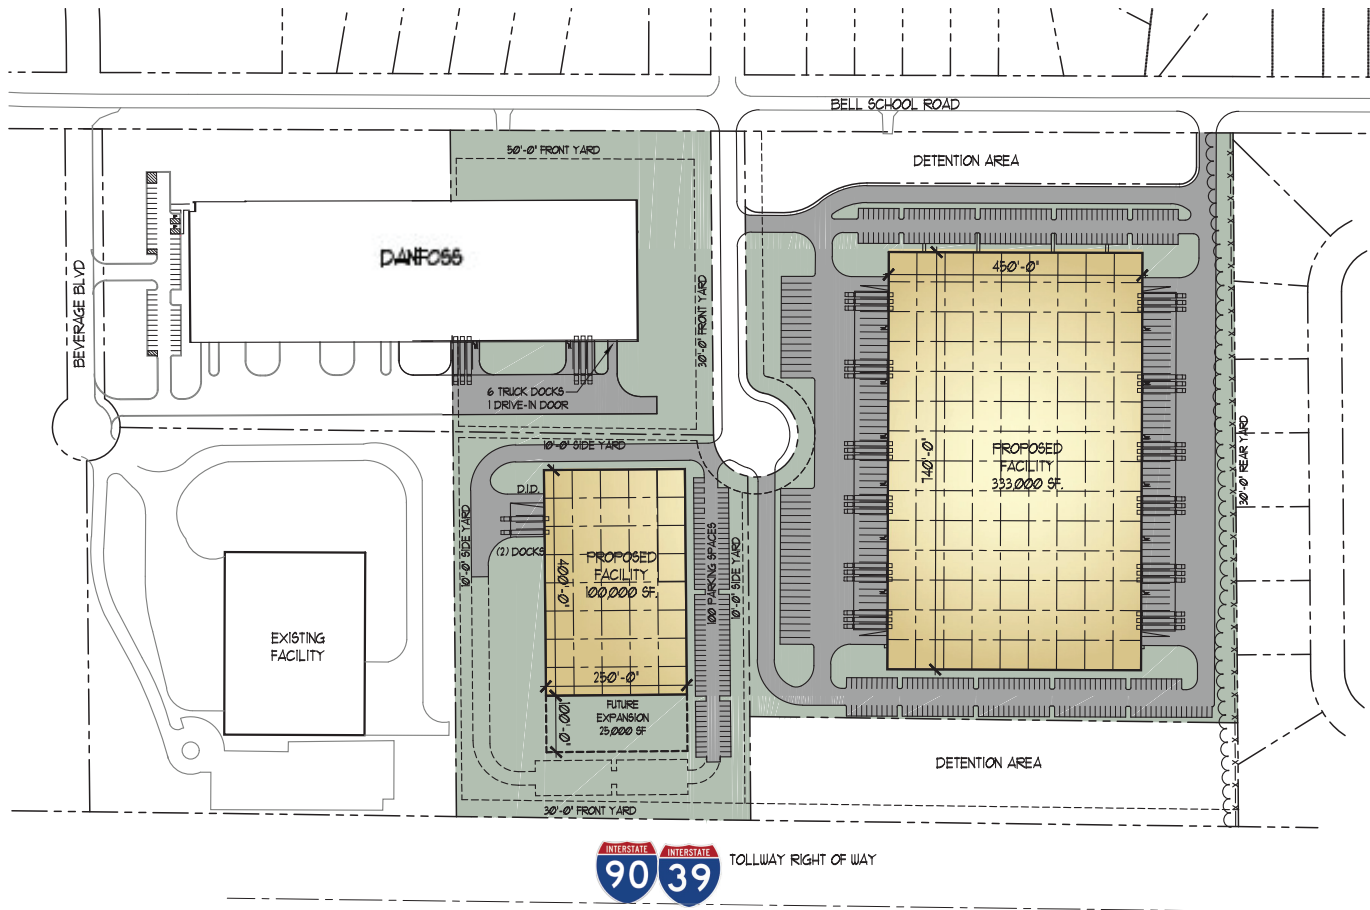 BELL SCHOOL ROAD
50'-0" FRONT YARD
DETENTION AREA
DANFOSS
BEVERAGE BLVD
30'-0" FRONT YARD
450'-0"
6 TRUCK DOCKS
1 DRIVE-IN DOOR
10'-0" SIDE YARD
740'-0"
PROPOSED
FACILITY
333,000 SF.
30'-0" REAR YARD
D.I.D.
(2) DOCKS
10'-0" SIDE YARD
400'-0"
PROPOSED
FACILITY
100,000 SF.
100 PARKING SPACES
10'-0" SIDE YARD
EXISTING
FACILITY
250'-0"
100'-0"
FUTURE
EXPANSION
25,000 SF
DETENTION AREA
30'-0" FRONT YARD
INTERSTATE
90
INTERSTATE
39
TOLLWAY RIGHT OF WAY